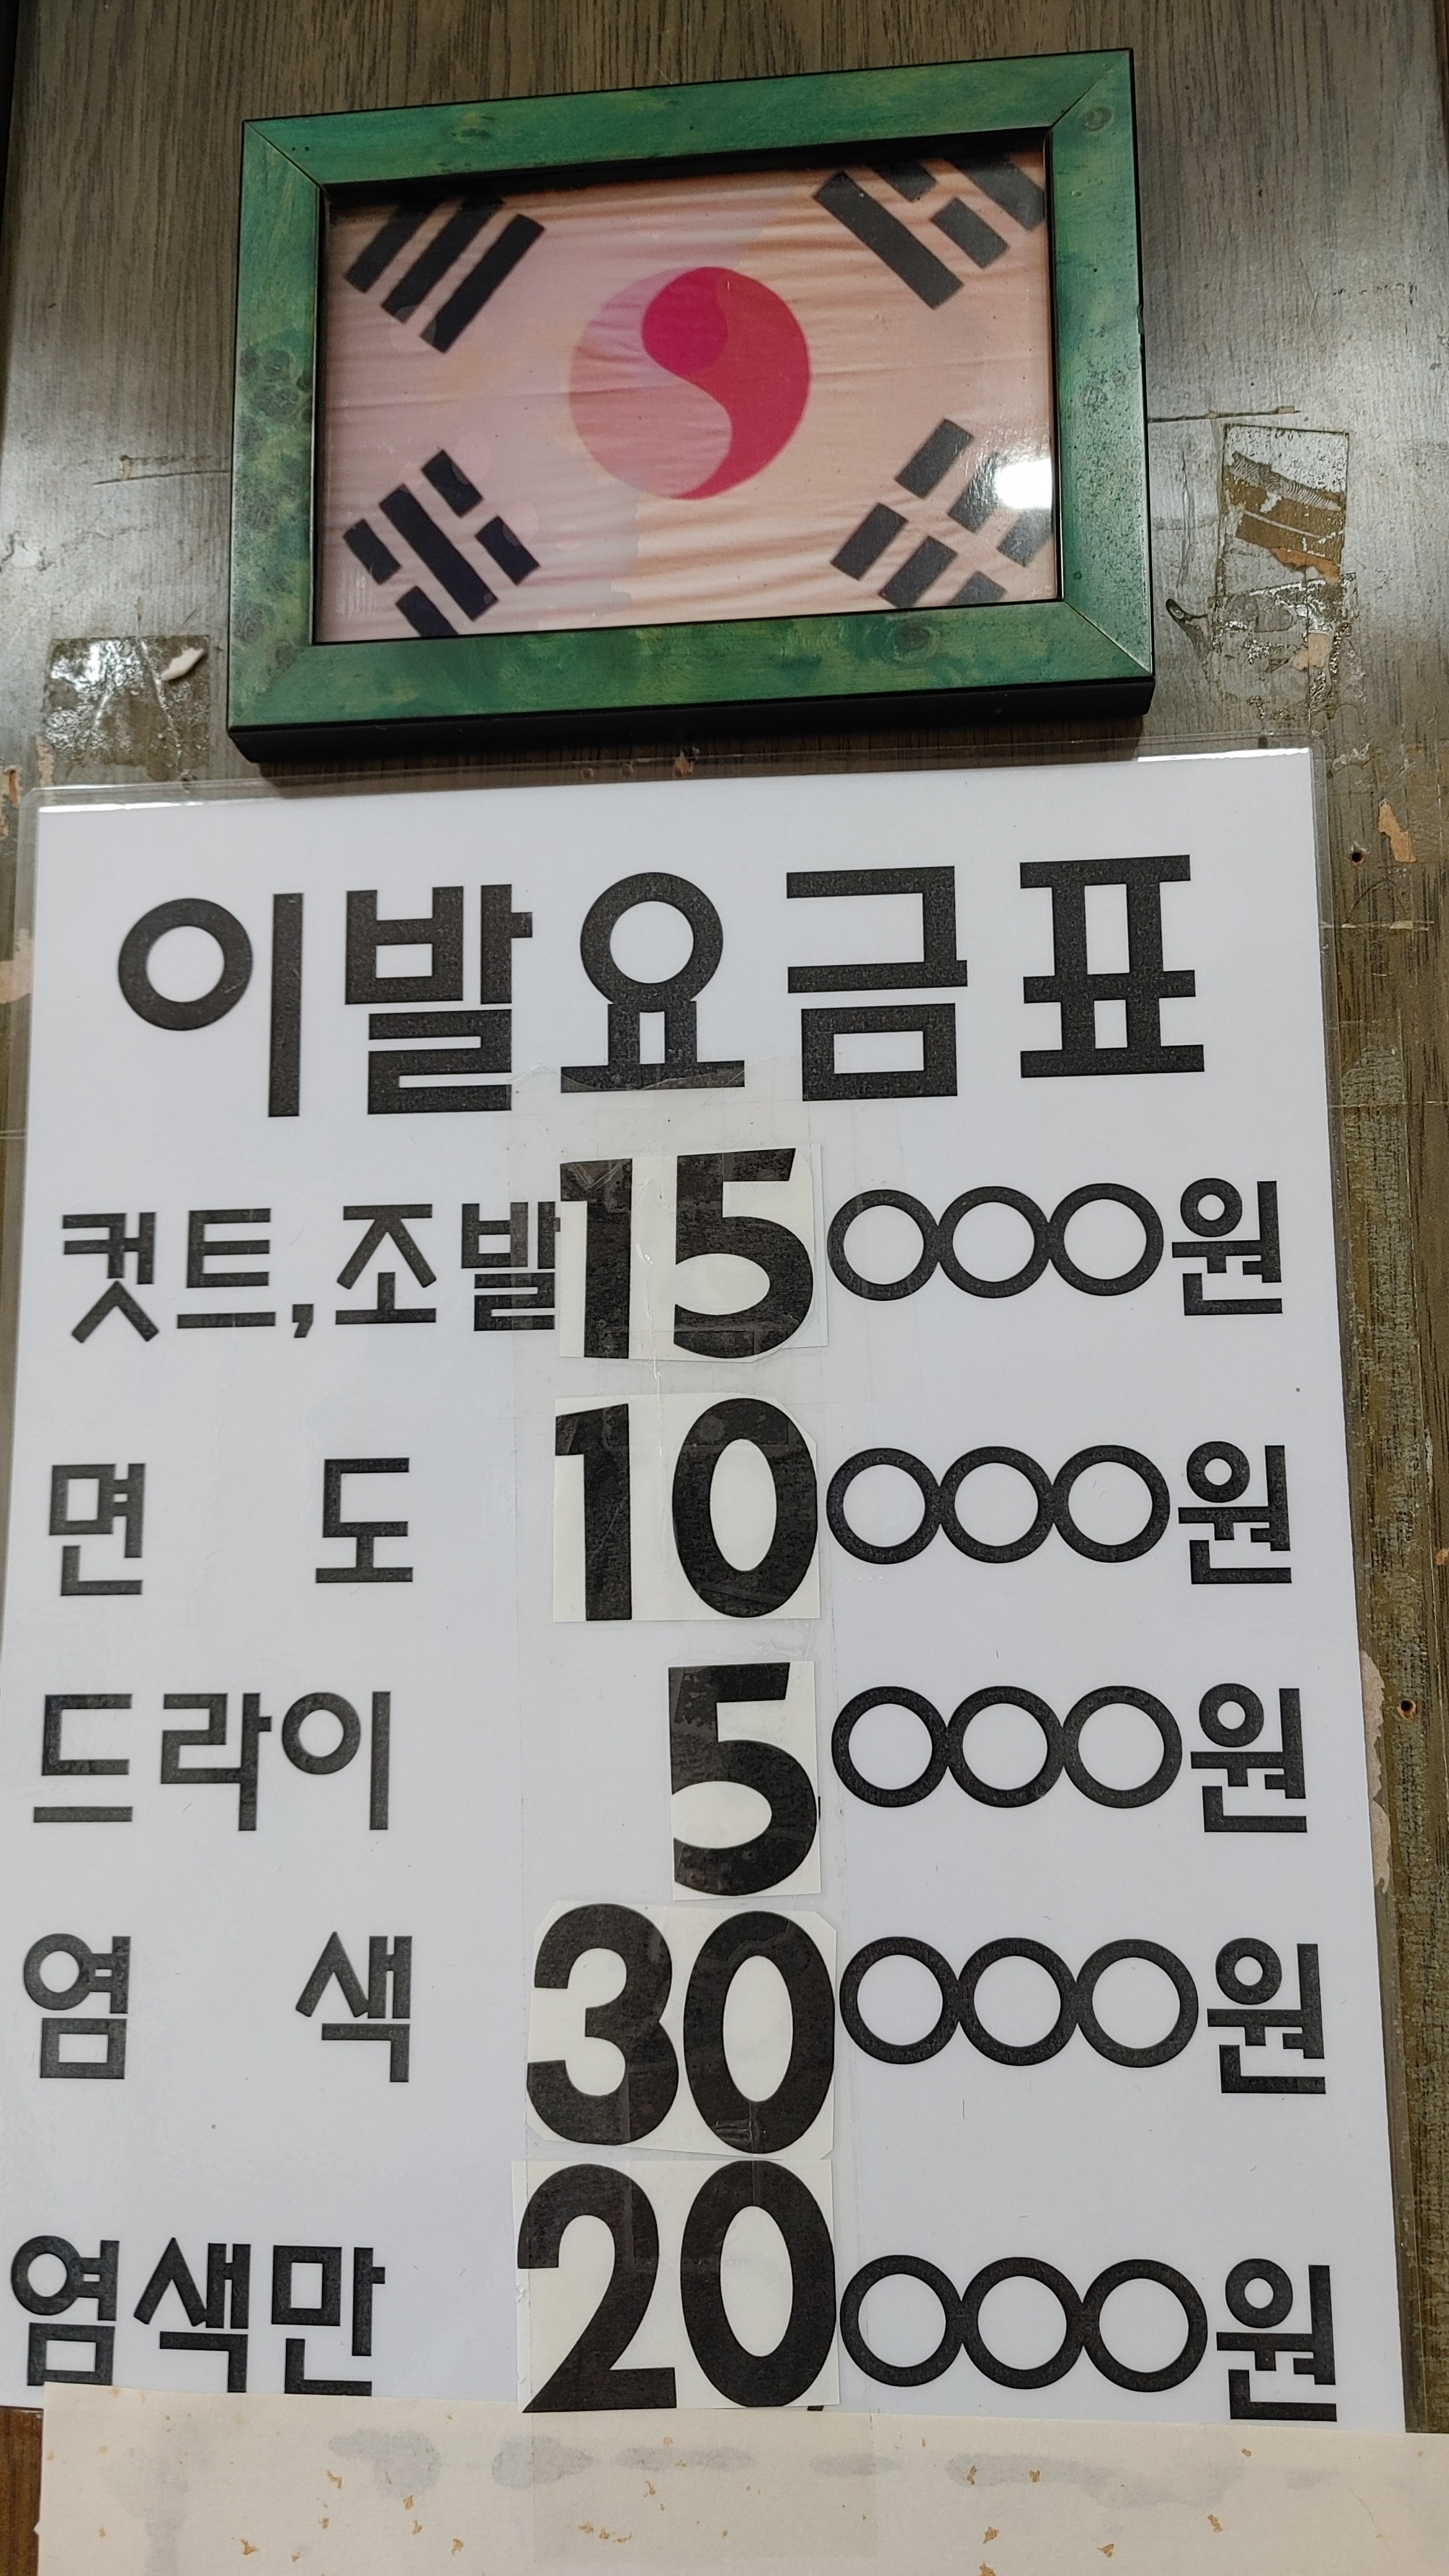 이발요금표
컷트,조발 15000원
면 도 10000원
드라이 5000원
염 색 30000원
염색만 20000원